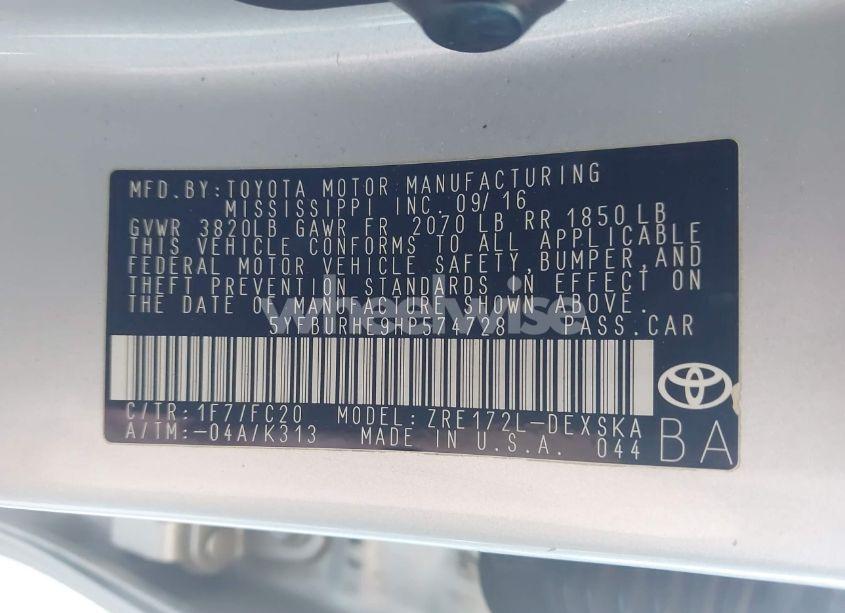 MFD.BY:TOYOTA MOTOR MANUFACTURING
MISSISSIPPI INC.09/16
GVWR 3820LB GAWR FR 2070 LB RR 1850 LB
THIS VEHICLE CONFORMS TO ALL APPLICABLE
FEDERAL MOTOR VEHICLE SAFETY,BUMPER,AND
THEFT PREVENTION STANDARDS IN EFFECT ON
THE DATE OF MANUFACTURE SHOWN ABOVE.
wheelwise
5YFBURHE9HP574728 PASS.CAR
C/TR:1F7/FC20 MODEL:ZRE172L-DEXSKA
A/TM:-04A/K313 MADE IN U.S.A. 044
BA